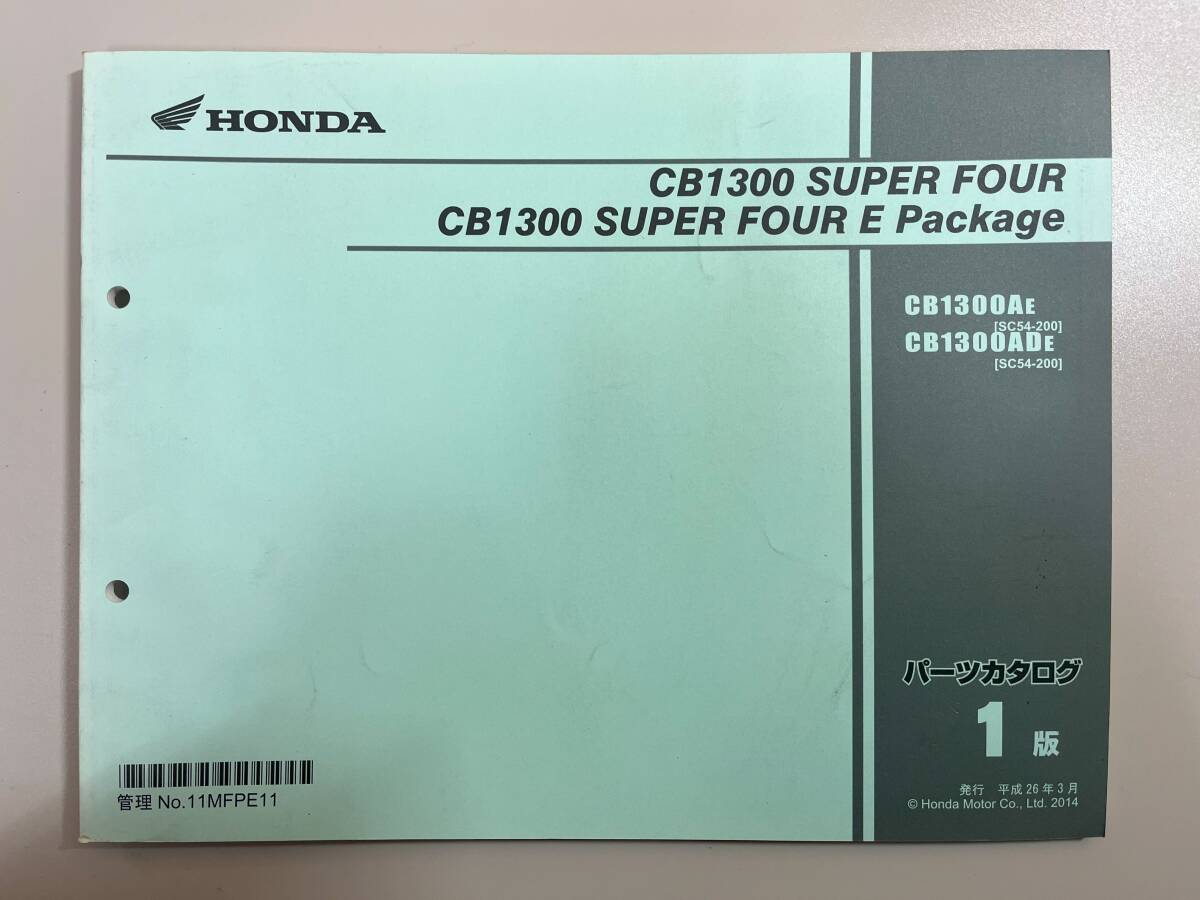 HONDA
CB1300 SUPER FOUR
CB1300 SUPER FOUR E Package
CB1300AE
[SC54-200]
CB1300ADE
[SC54-200]
パーツカタログ
1 版
発行 平成26年3月
© Honda Motor Co., Ltd. 2014
管理 No.11MFPE11